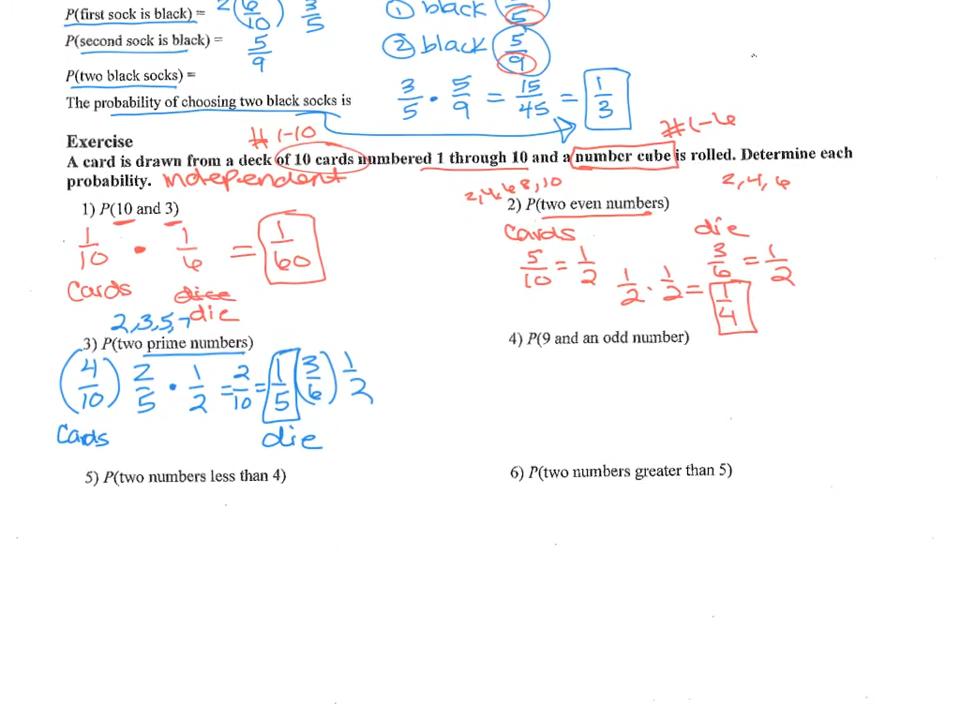 P(first sock is black) = 2 (6/10) 3/5 ① black 5
P(second sock is black) = 5/9 ② black (5/9)
P(two black socks) =
The probability of choosing two black socks is 3/5 · 5/9 = 15/45 = 1/3
Exercise # 1-10 #1-6
A card is drawn from a deck of 10 cards numbered 1 through 10 and a number cube is rolled. Determine each
probability. Independent
2,4,6,8,10 2,4,6
1) P(10 and 3) 2) P(two even numbers)
1/10 · 1/6 = 1/60
cards dice
die
cards die
5/10 = 1/2 1/2 · 1/2 = 1/4 3/6 = 1/2
2,3,5,7
3) P(two prime numbers) 4) P(9 and an odd number)
(4/10) 2/5 · 1/2 = 2/10 = 1/5 (3/6) 1/2
Cards die
5) P(two numbers less than 4) 6) P(two numbers greater than 5)